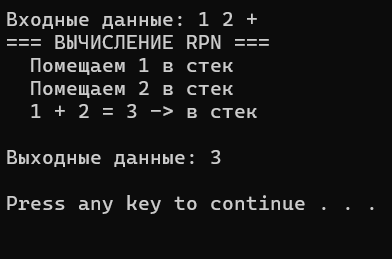 Входные данные: 1 2 +
=== ВЫЧИСЛЕНИЕ RPN ===
Помещаем 1 в стек
Помещаем 2 в стек
1 + 2 = 3 -> в стек
Выходные данные: 3
Press any key to continue . . .